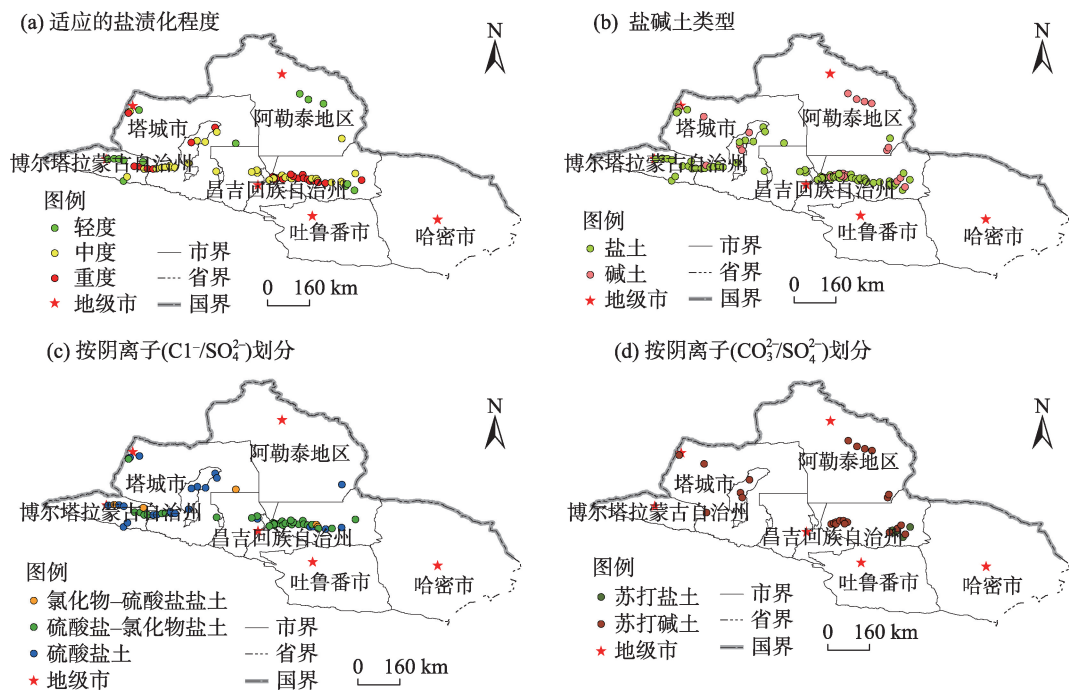 (a) 适应的盐渍化程度
N
阿勒泰地区
塔城市
博尔塔拉蒙古自治州
昌吉回族自治州
吐鲁番市
哈密市
图例
轻度
中度
重度
地级市
市界
省界
国界
0 160 km
(b) 盐碱土类型
N
阿勒泰地区
塔城市
博尔塔拉蒙古自治州
昌吉回族自治州
吐鲁番市
哈密市
图例
盐土
碱土
地级市
市界
省界
国界
0 160 km
(c) 按阴离子(C1⁻/SO₄²⁻)划分
N
阿勒泰地区
塔城市
博尔塔拉蒙古自治州
昌吉回族自治州
吐鲁番市
哈密市
图例
氯化物–硫酸盐盐土
硫酸盐–氯化物盐土
硫酸盐土
地级市
市界
省界
国界
0 160 km
(d) 按阴离子(CO₃²⁻/SO₄²⁻)划分
N
阿勒泰地区
塔城市
博尔塔拉蒙古自治州
昌吉回族自治州
吐鲁番市
哈密市
图例
苏打盐土
苏打碱土
地级市
市界
省界
国界
0 160 km